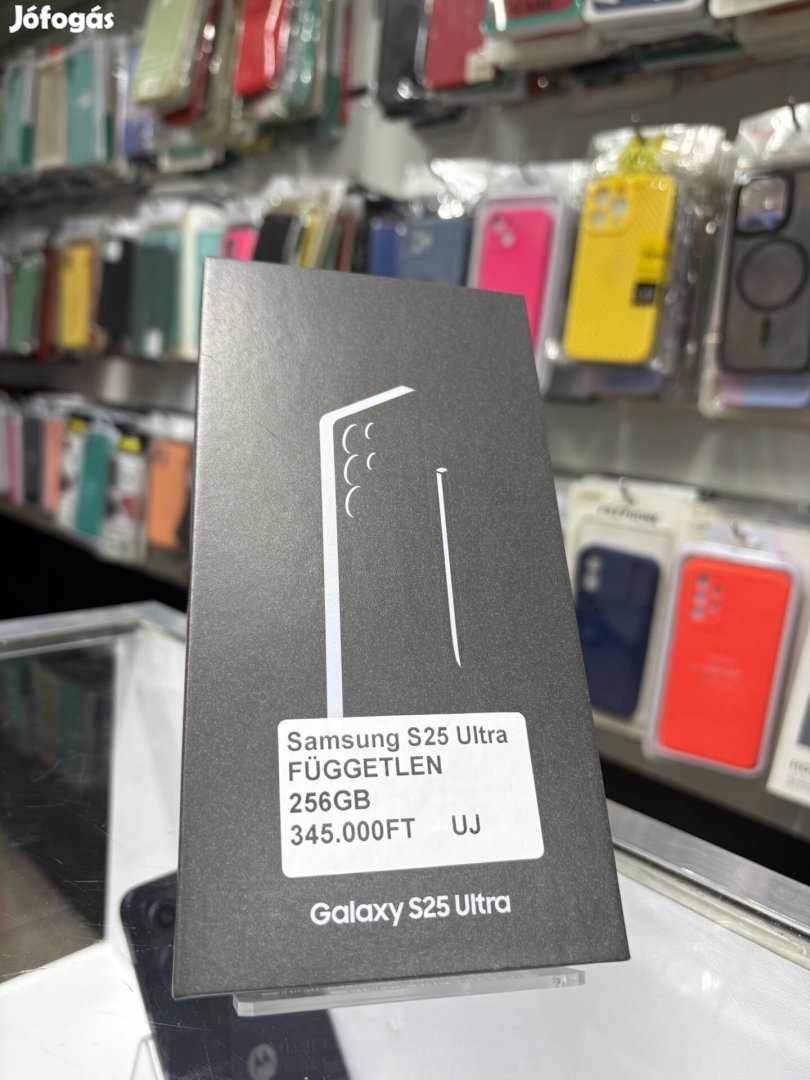 Jófogás
Samsung S25 Ultra
FÜGGETLEN
256GB
345.000FT UJ
Galaxy S25 Ultra